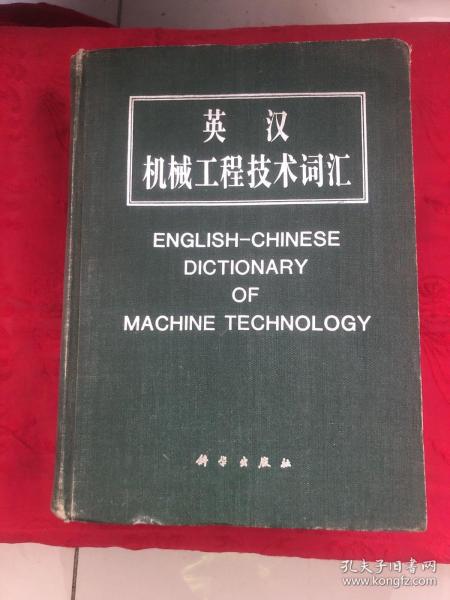 英 汉
机械工程技术词汇
ENGLISH-CHINESE
DICTIONARY
OF
MACHINE TECHNOLOGY
科学出版社
孔夫子旧书网
www.kongfz.com